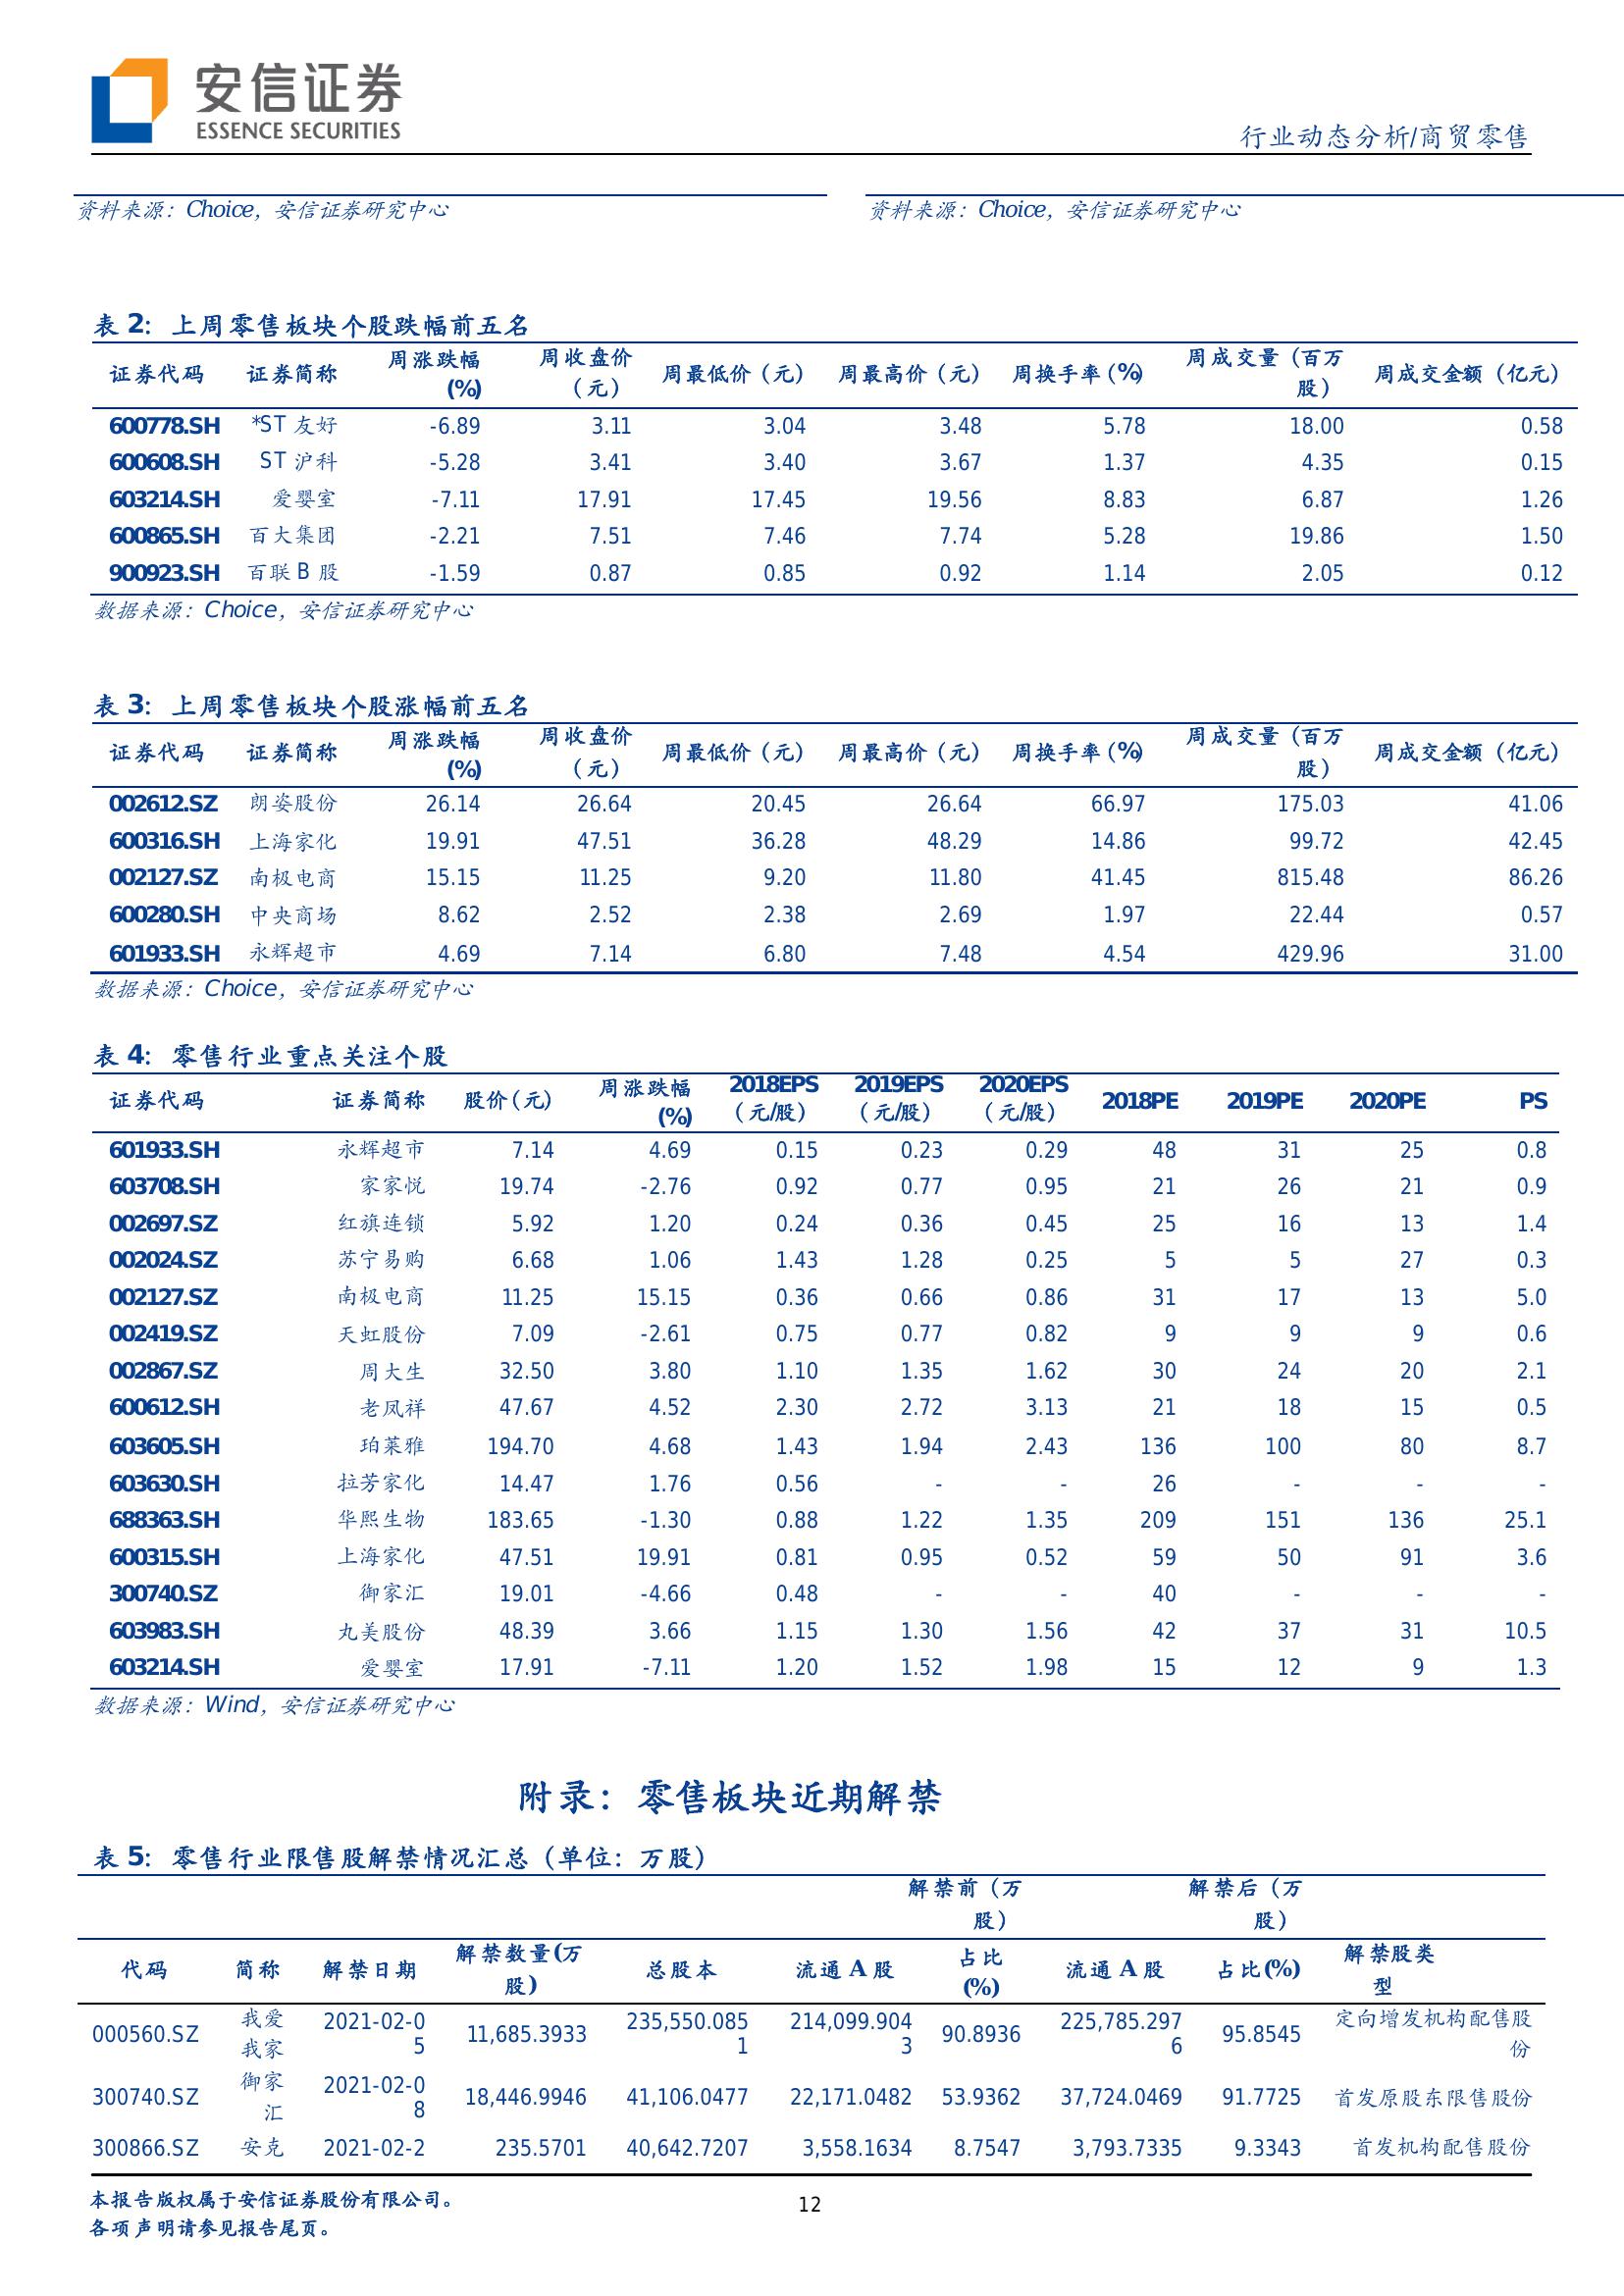 安信证券
ESSENCE SECURITIES
行业动态分析/商贸零售
资料来源：Choice，安信证券研究中心 资料来源：Choice，安信证券研究中心
表 2：上周零售板块个股跌幅前五名
证券代码 证券简称 周涨跌幅(%) 周收盘价（元） 周最低价（元） 周最高价（元） 周换手率(%) 周成交量（百万股） 周成交金额（亿元）
600778.SH *ST 友好 -6.89 3.11 3.04 3.48 5.78 18.00 0.58
600608.SH ST 沪科 -5.28 3.41 3.40 3.67 1.37 4.35 0.15
603214.SH 爱婴室 -7.11 17.91 17.45 19.56 8.83 6.87 1.26
600865.SH 百大集团 -2.21 7.51 7.46 7.74 5.28 19.86 1.50
900923.SH 百联 B 股 -1.59 0.87 0.85 0.92 1.14 2.05 0.12
数据来源：Choice，安信证券研究中心
表 3：上周零售板块个股涨幅前五名
证券代码 证券简称 周涨跌幅(%) 周收盘价（元） 周最低价（元） 周最高价（元） 周换手率(%) 周成交量（百万股） 周成交金额（亿元）
002612.SZ 朗姿股份 26.14 26.64 20.45 26.64 66.97 175.03 41.06
600316.SH 上海家化 19.91 47.51 36.28 48.29 14.86 99.72 42.45
002127.SZ 南极电商 15.15 11.25 9.20 11.80 41.45 815.48 86.26
600280.SH 中央商场 8.62 2.52 2.38 2.69 1.97 22.44 0.57
601933.SH 永辉超市 4.69 7.14 6.80 7.48 4.54 429.96 31.00
数据来源：Choice，安信证券研究中心
表 4：零售行业重点关注个股
证券代码 证券简称 股价(元) 周涨跌幅(%) 2018EPS（元/股） 2019EPS（元/股） 2020EPS（元/股） 2018PE 2019PE 2020PE PS
601933.SH 永辉超市 7.14 4.69 0.15 0.23 0.29 48 31 25 0.8
603708.SH 家家悦 19.74 -2.76 0.92 0.77 0.95 21 26 21 0.9
002697.SZ 红旗连锁 5.92 1.20 0.24 0.36 0.45 25 16 13 1.4
002024.SZ 苏宁易购 6.68 1.06 1.43 1.28 0.25 5 5 27 0.3
002127.SZ 南极电商 11.25 15.15 0.36 0.66 0.86 31 17 13 5.0
002419.SZ 天虹股份 7.09 -2.61 0.75 0.77 0.82 9 9 9 0.6
002867.SZ 周大生 32.50 3.80 1.10 1.35 1.62 30 24 20 2.1
600612.SH 老凤祥 47.67 4.52 2.30 2.72 3.13 21 18 15 0.5
603605.SH 珀莱雅 194.70 4.68 1.43 1.94 2.43 136 100 80 8.7
603630.SH 拉芳家化 14.47 1.76 0.56 - - 26 - - -
688363.SH 华熙生物 183.65 -1.30 0.88 1.22 1.35 209 151 136 25.1
600315.SH 上海家化 47.51 19.91 0.81 0.95 0.52 59 50 91 3.6
300740.SZ 御家汇 19.01 -4.66 0.48 - - 40 - - -
603983.SH 丸美股份 48.39 3.66 1.15 1.30 1.56 42 37 31 10.5
603214.SH 爱婴室 17.91 -7.11 1.20 1.52 1.98 15 12 9 1.3
数据来源：Wind，安信证券研究中心
附录：零售板块近期解禁
表 5：零售行业限售股解禁情况汇总（单位：万股）
解禁前（万股） 解禁后（万股）
代码 简称 解禁日期 解禁数量(万股) 总股本 流通 A 股 占比(%) 流通 A 股 占比(%) 解禁股类型
000560.SZ 我爱我家 2021-02-05 11,685.3933 235,550.0851 214,099.9043 90.8936 225,785.2976 95.8545 定向增发机构配售股份
300740.SZ 御家汇 2021-02-08 18,446.9946 41,106.0477 22,171.0482 53.9362 37,724.0469 91.7725 首发原股东限售股份
300866.SZ 安克 2021-02-2 235.5701 40,642.7207 3,558.1634 8.7547 3,793.7335 9.3343 首发机构配售股份
本报告版权属于安信证券股份有限公司。
各项声明请参见报告尾页。
12